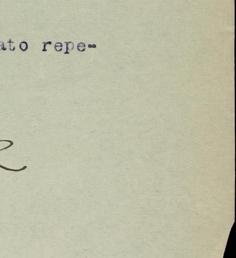 ato repe-